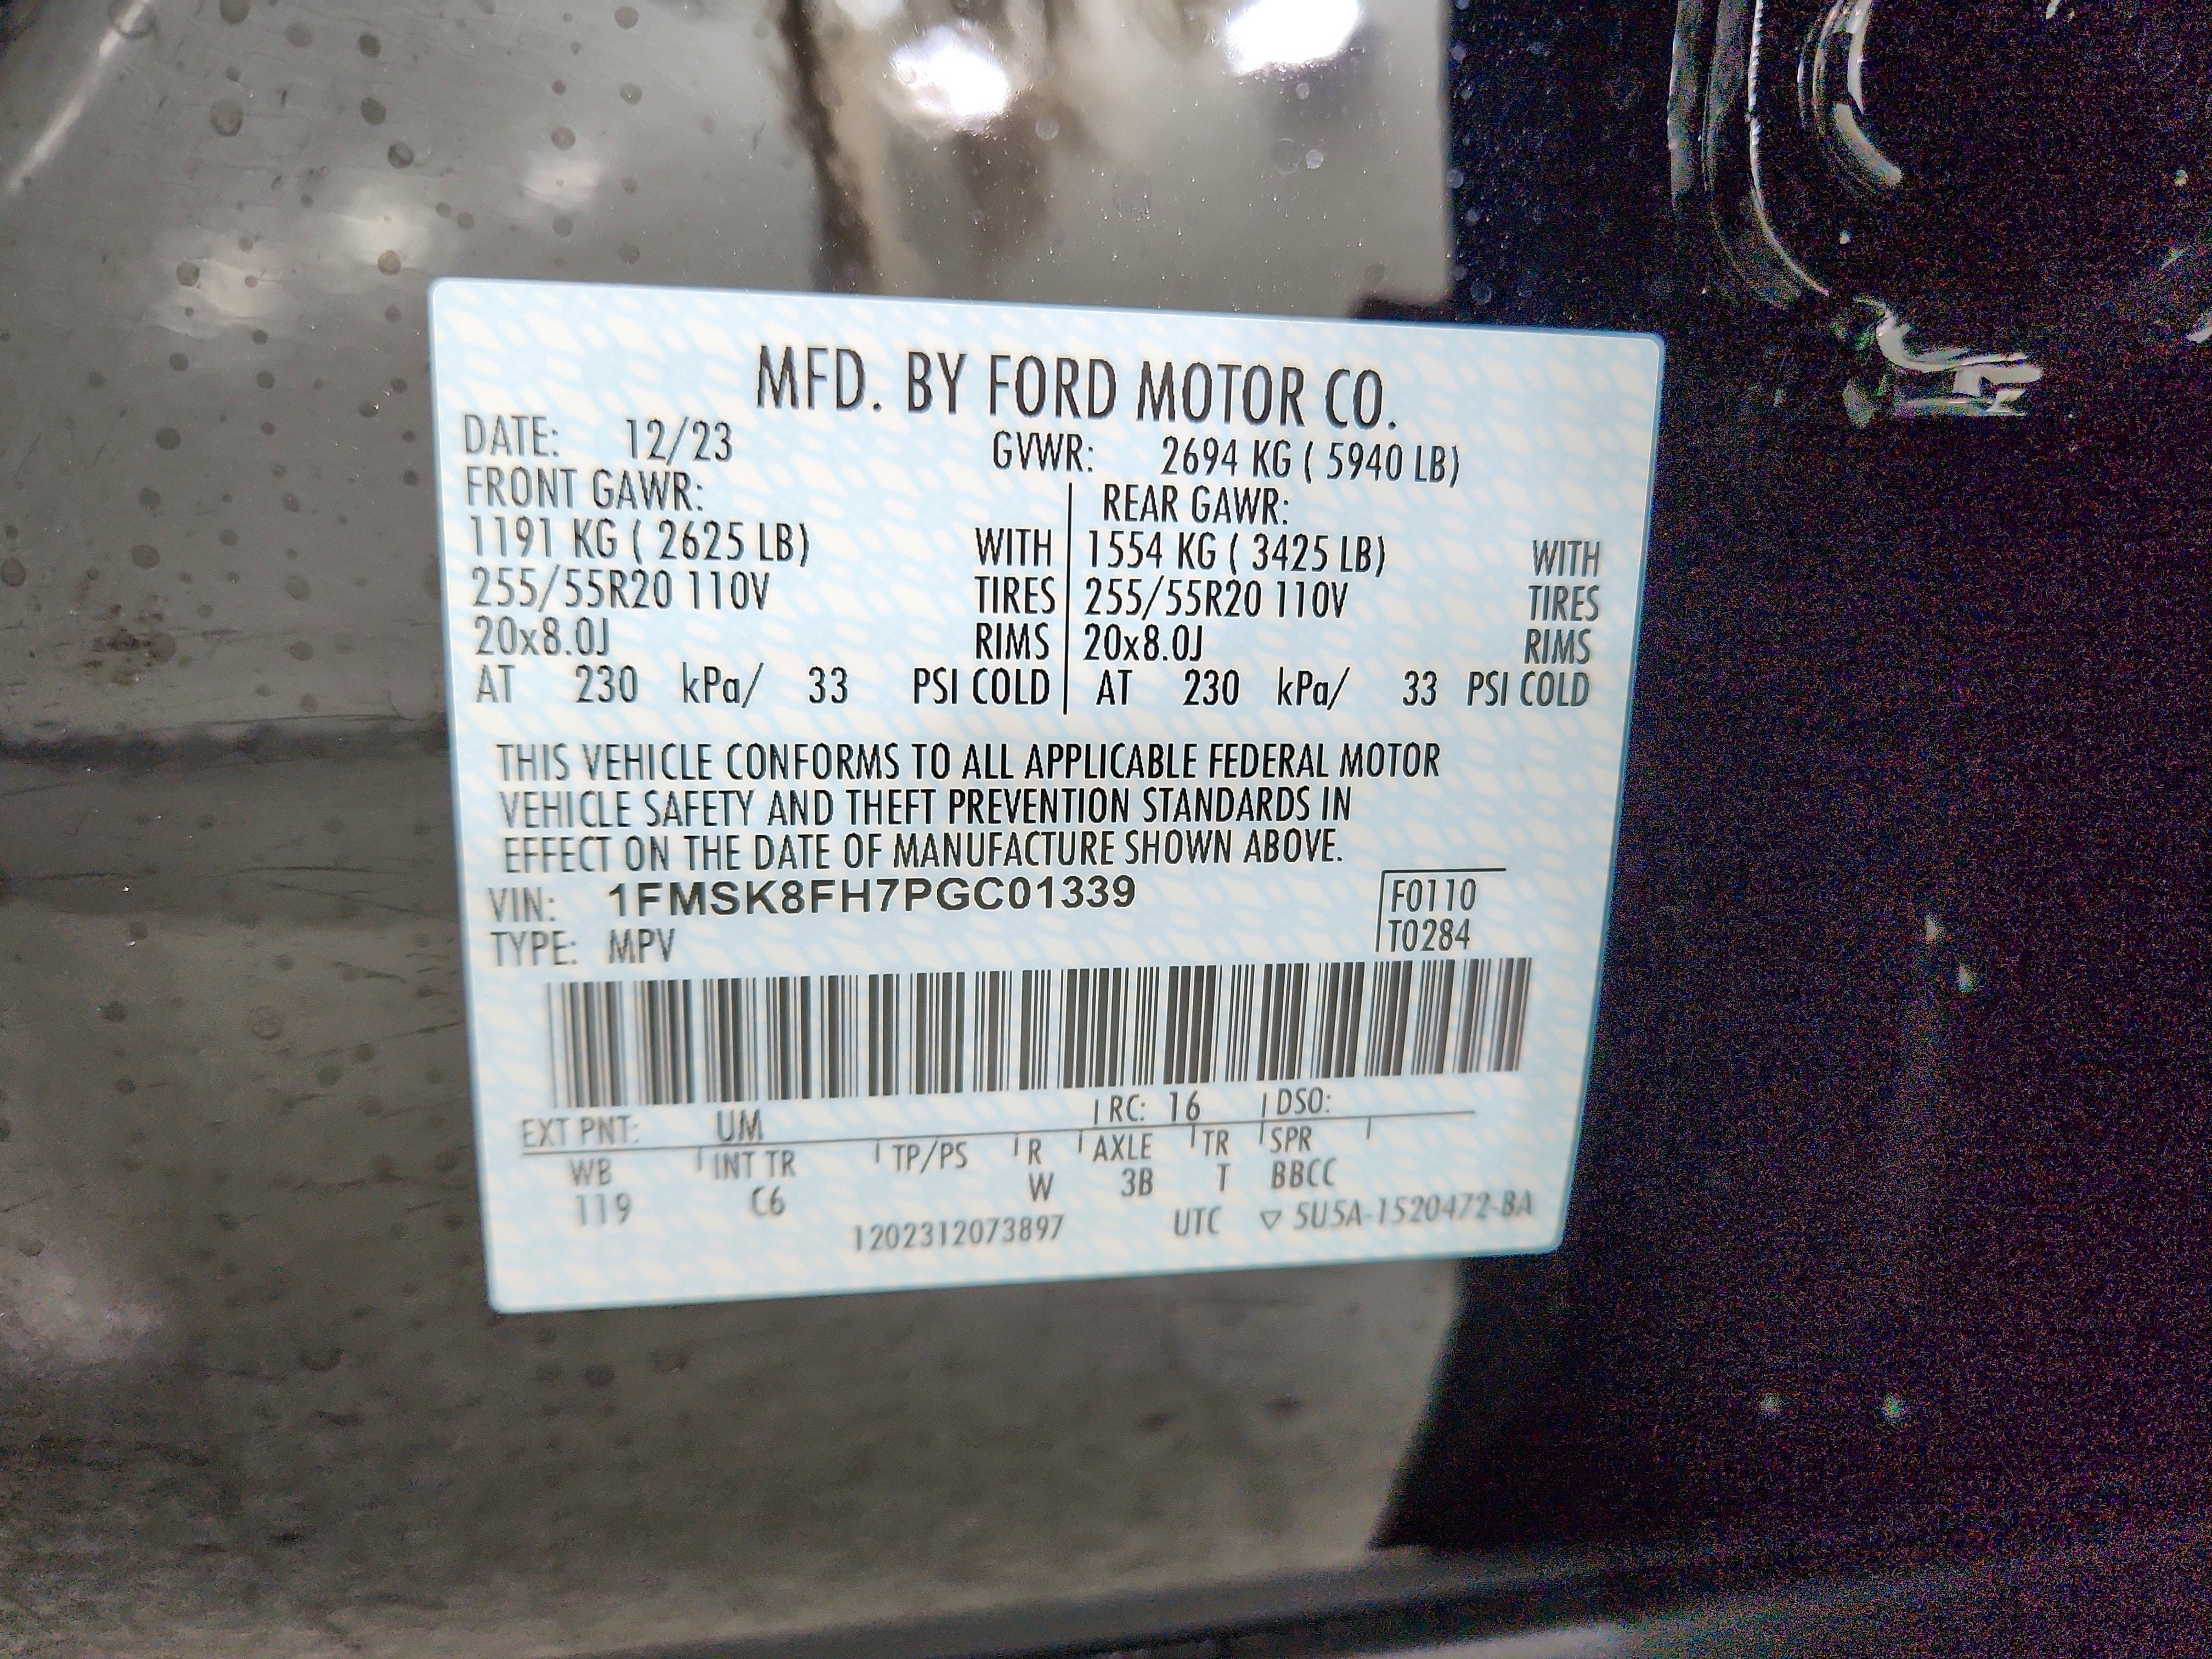 MFD. BY FORD MOTOR CO.
DATE: 12/23 GVWR: 2694 KG ( 5940 LB)
FRONT GAWR: REAR GAWR:
1191 KG ( 2625 LB) WITH 1554 KG ( 3425 LB) WITH
255/55R20 110V TIRES 255/55R20 110V TIRES
20x8.0J RIMS 20x8.0J RIMS
AT 230 kPa/ 33 PSI COLD AT 230 kPa/ 33 PSI COLD
THIS VEHICLE CONFORMS TO ALL APPLICABLE FEDERAL MOTOR
VEHICLE SAFETY AND THEFT PREVENTION STANDARDS IN
EFFECT ON THE DATE OF MANUFACTURE SHOWN ABOVE.
VIN: 1FMSK8FH7PGC01339 F0110
TYPE: MPV T0284
EXT PNT: UM RC: 16 DSO:
WB INT TR TP/PS R AXLE TR SPR
119 C6 W 3B T BBCC
1202312073897 UTC ▽ 5U5A-1520472-BA